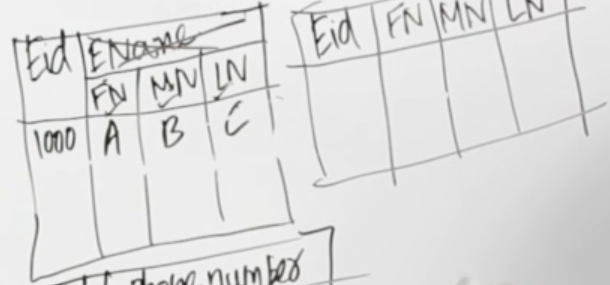 Eid EName
FN MN LN
1000 A B C
Eid FN MN LN
phone number